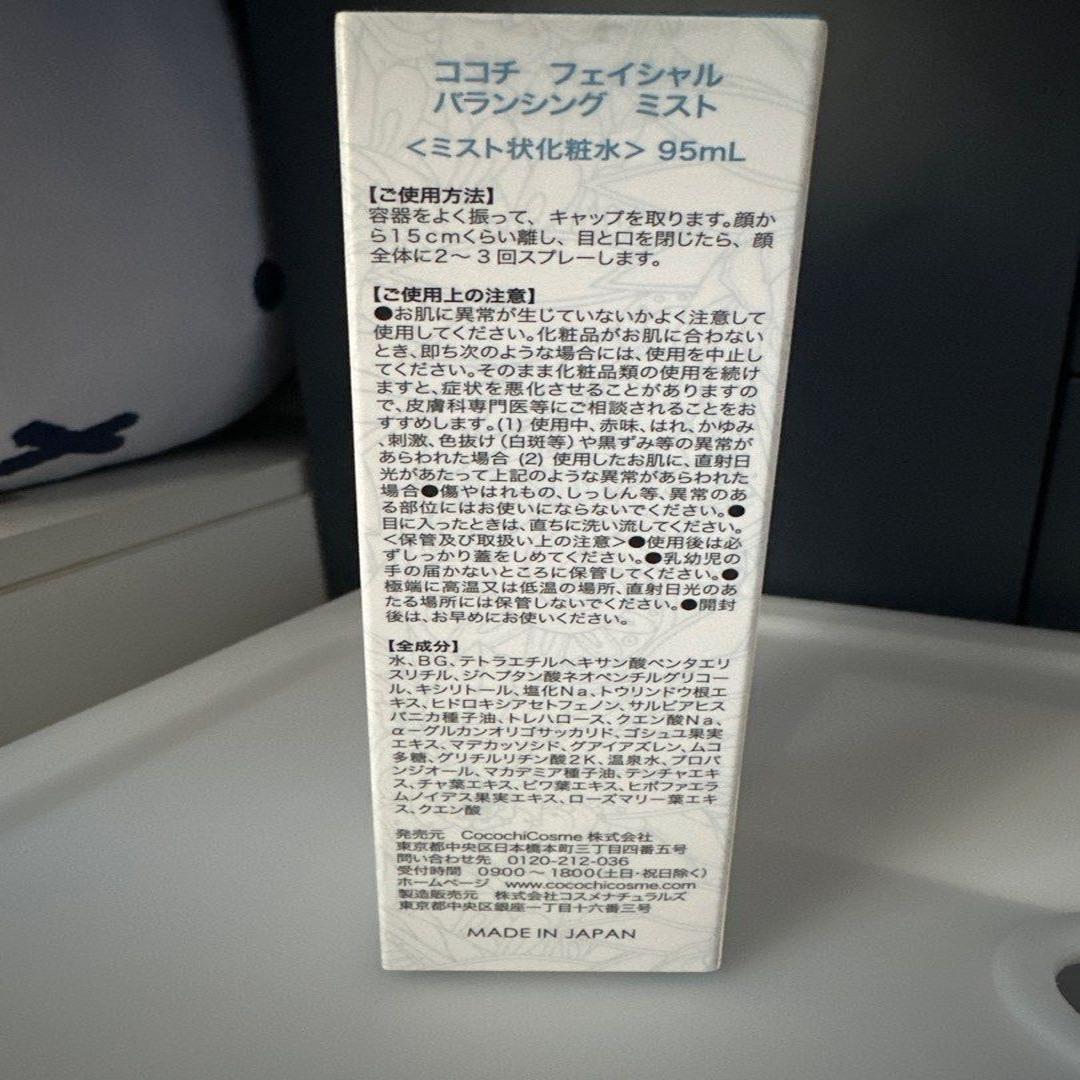 ココチ　フェイシャル
バランシング　ミスト
＜ミスト状化粧水＞95mL
【ご使用方法】
容器をよく振って、キャップを取ります。顔か
ら15cmくらい離し、目と口を閉じたら、顔
全体に2～3回スプレーします。
【ご使用上の注意】
●お肌に異常が生じていないかよく注意して
使用してください。化粧品がお肌に合わない
とき、即ち次のような場合には、使用を中止し
てください。そのまま化粧品類の使用を続け
ますと、症状を悪化させることがありますの
で、皮膚科専門医等にご相談されることをお
すすめします。(1) 使用中、赤味、はれ、かゆみ
、刺激、色抜け（白斑等）や黒ずみ等の異常が
あらわれた場合 (2) 使用したお肌に、直射日
光があたって上記のような異常があらわれた
場合●傷やはれもの、しっしん等、異常のあ
る部位にはお使いにならないでください。●
目に入ったときは、直ちに洗い流してください。
＜保管及び取扱い上の注意＞●使用後は必
ずしっかり蓋をしめてください。●乳幼児の
手の届かないところに保管してください。●
極端に高温又は低温の場所、直射日光のあ
たる場所には保管しないでください。●開封
後は、お早めにお使いください。
【全成分】
水、BG、テトラエチルヘキサン酸ペンタエリ
スリチル、ジヘプタン酸ネオペンチルグリコー
ル、キシリトール、塩化Na、トウリンドウ根エ
キス、ヒドロキシアセトフェノン、サルビアヒス
パニカ種子油、トレハロース、クエン酸Na、
α－グルカンオリゴサッカリド、ゴシュユ果実
エキス、マデカッソシド、グアイアズレン、ムコ
多糖、グリチルリチン酸2K、温泉水、プロパ
ンジオール、マカデミア種子油、テンチャエキ
ス、チャ葉エキス、ビワ葉エキス、ヒポファエラ
ムノイデス果実エキス、ローズマリー葉エキ
ス、クエン酸
発売元　CocochiCosme 株式会社
東京都中央区日本橋本町三丁目四番五号
問い合わせ先　0120-212-036
受付時間　0900～1800(土日・祝日除く)
ホームページ　www.cocochicosme.com
製造販売元　株式会社コスメナチュラルズ
東京都中央区銀座一丁目十六番三号
MADE IN JAPAN